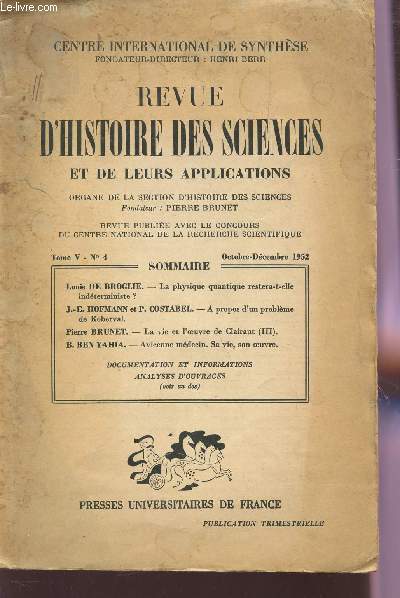 © Le-livre.com
CENTRE INTERNATIONAL DE SYNTHÈSE
FONDATEUR-DIRECTEUR : HENRI BERR
REVUE
D'HISTOIRE DES SCIENCES
ET DE LEURS APPLICATIONS
ORGANE DE LA SECTION D'HISTOIRE DES SCIENCES
Fondateur : PIERRE BRUNET
REVUE PUBLIÉE AVEC LE CONCOURS
DU CENTRE NATIONAL DE LA RECHERCHE SCIENTIFIQUE
Tome V - N° 4 Octobre-Décembre 1952
SOMMAIRE
Louis DE BROGLIE. — La physique quantique restera-t-elle
indéterministe ?
J.-E. HOFMANN et P. COSTABEL. — A propos d'un problème
de Roberval.
Pierre BRUNET. — La vie et l'œuvre de Clairaut (III).
B. BEN YAHIA. — Avicenne médecin. Sa vie, son œuvre.
DOCUMENTATION ET INFORMATIONS
ANALYSES D'OUVRAGES
(voir au dos)
PRESSES UNIVERSITAIRES DE FRANCE
PUBLICATION TRIMESTRIELLE